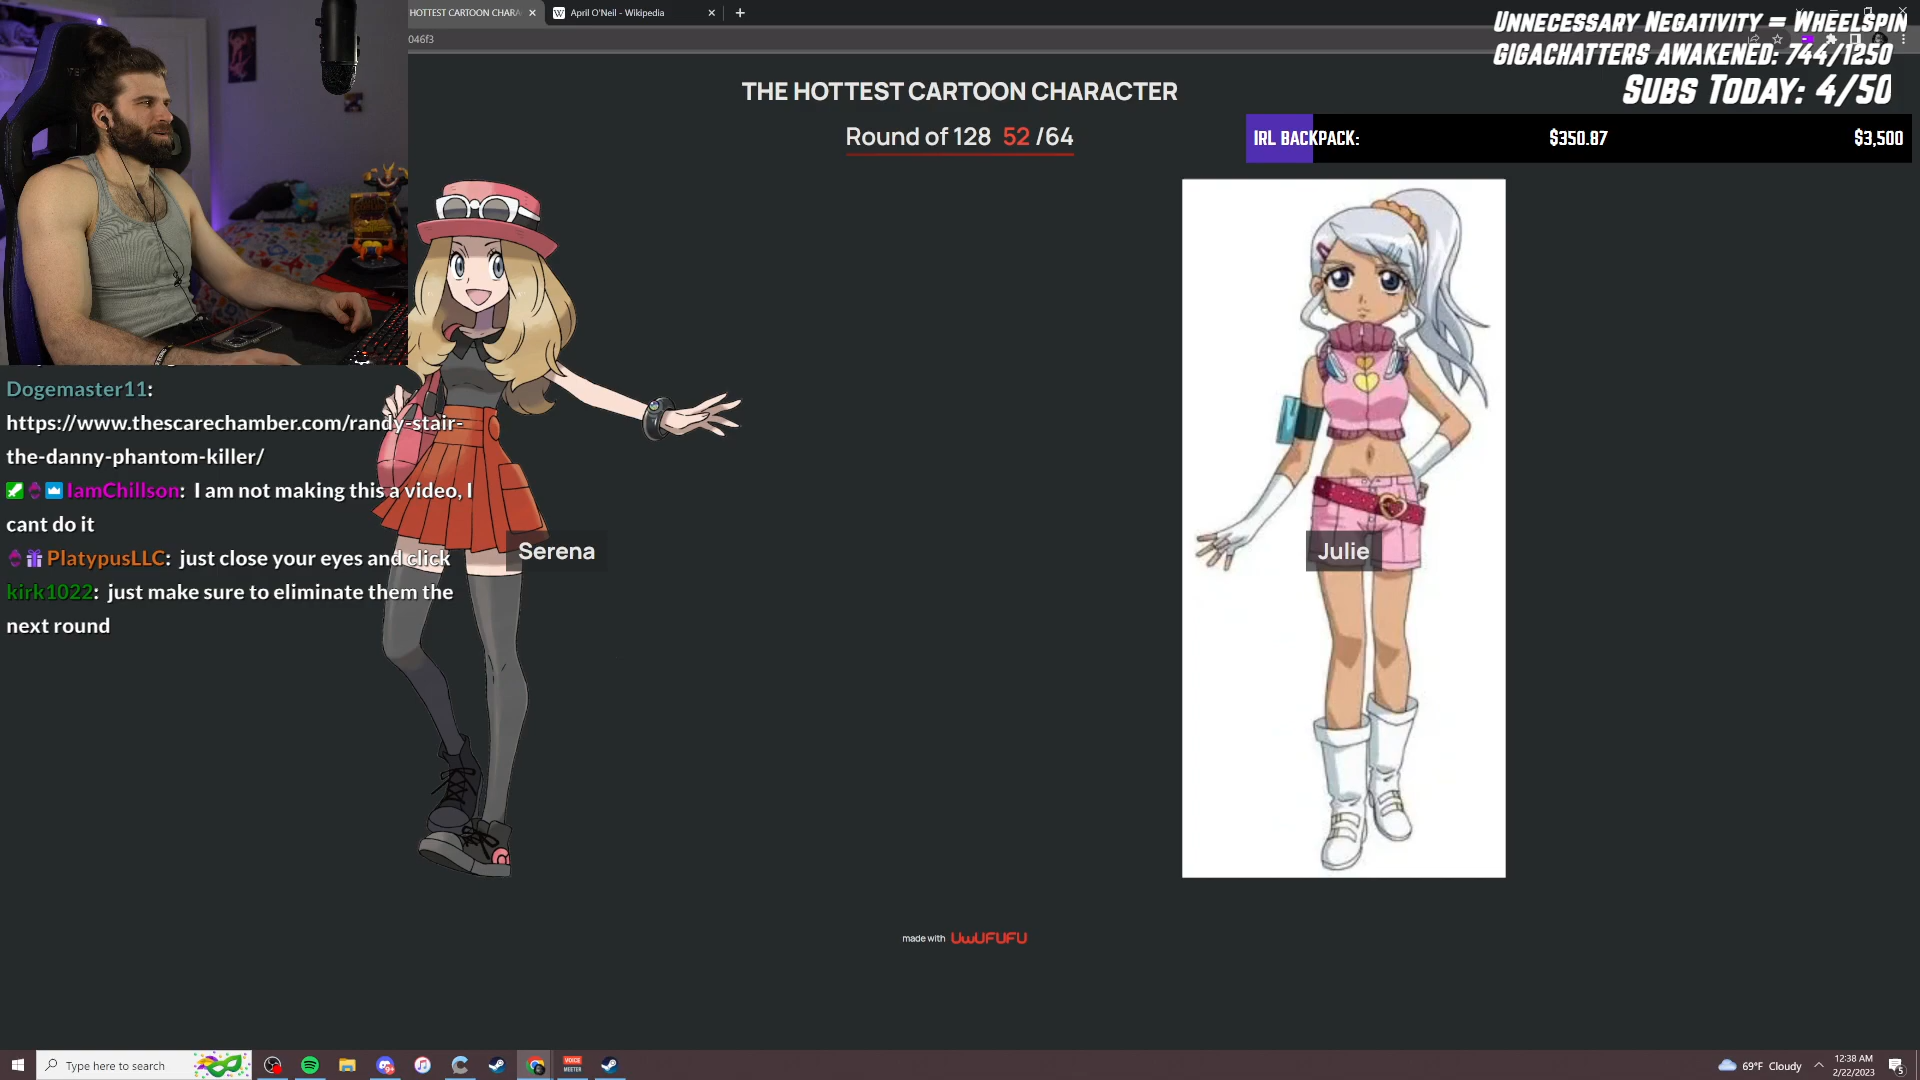 HOTTEST CARTOON CHARA
April O'Neil - Wikipedia
046f3
UNNECESSARY NEGATIVITY = WHEELSPIN
GIGACHATTERS AWAKENED: 744/1250
SUBS TODAY: 4/50
THE HOTTEST CARTOON CHARACTER
Round of 128 52 /64
IRL BACKPACK: $350.87 $3,500
Dogemaster11:
https://www.thescarechamber.com/randy-stair-
the-danny-phantom-killer/
IamChillson: I am not making this a video, I
cant do it
PlatypusLLC: just close your eyes and click
kirk1022: just make sure to eliminate them the
next round
Serena
Julie
made with UwUFUFU
Type here to search
VOICE
MEETER
69°F Cloudy
12:38 AM
2/22/2023
5